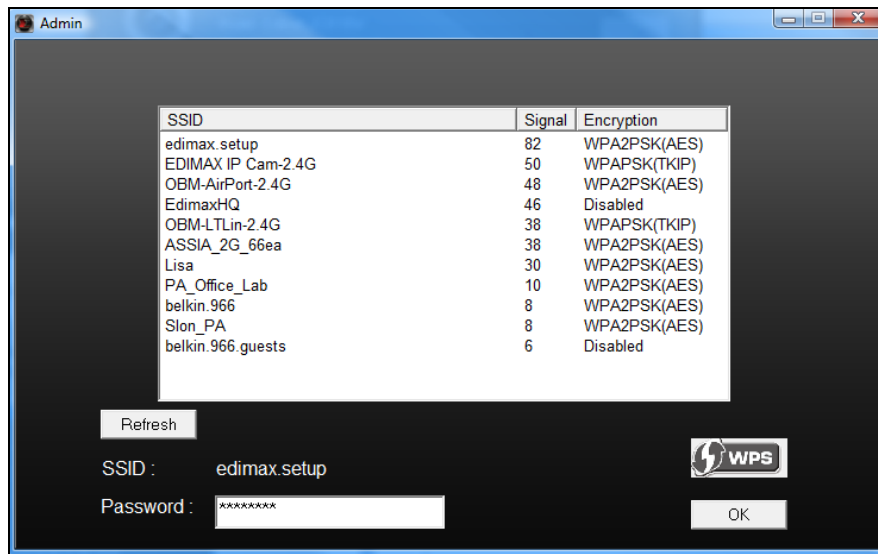 Admin
SSID Signal Encryption
edimax.setup 82 WPA2PSK(AES)
EDIMAX IP Cam-2.4G 50 WPAPSK(TKIP)
OBM-AirPort-2.4G 48 WPA2PSK(AES)
EdimaxHQ 46 Disabled
OBM-LTLin-2.4G 38 WPAPSK(TKIP)
ASSIA_2G_66ea 38 WPA2PSK(AES)
Lisa 30 WPA2PSK(AES)
PA_Office_Lab 10 WPA2PSK(AES)
belkin.966 8 WPA2PSK(AES)
Slon_PA 8 WPA2PSK(AES)
belkin.966.guests 6 Disabled
Refresh
SSID : edimax.setup
WPS
Password : ********
OK